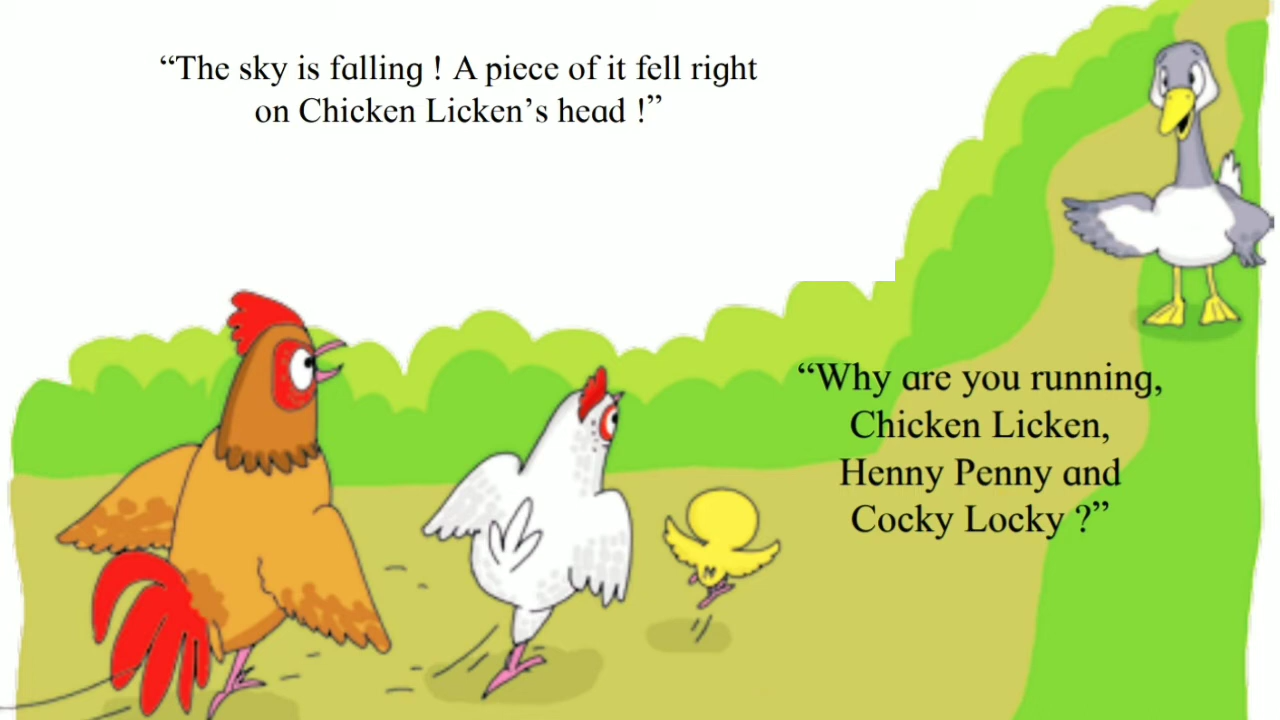 “The sky is falling ! A piece of it fell right
on Chicken Licken’s head !”
“Why are you running,
Chicken Licken,
Henny Penny and
Cocky Locky ?”